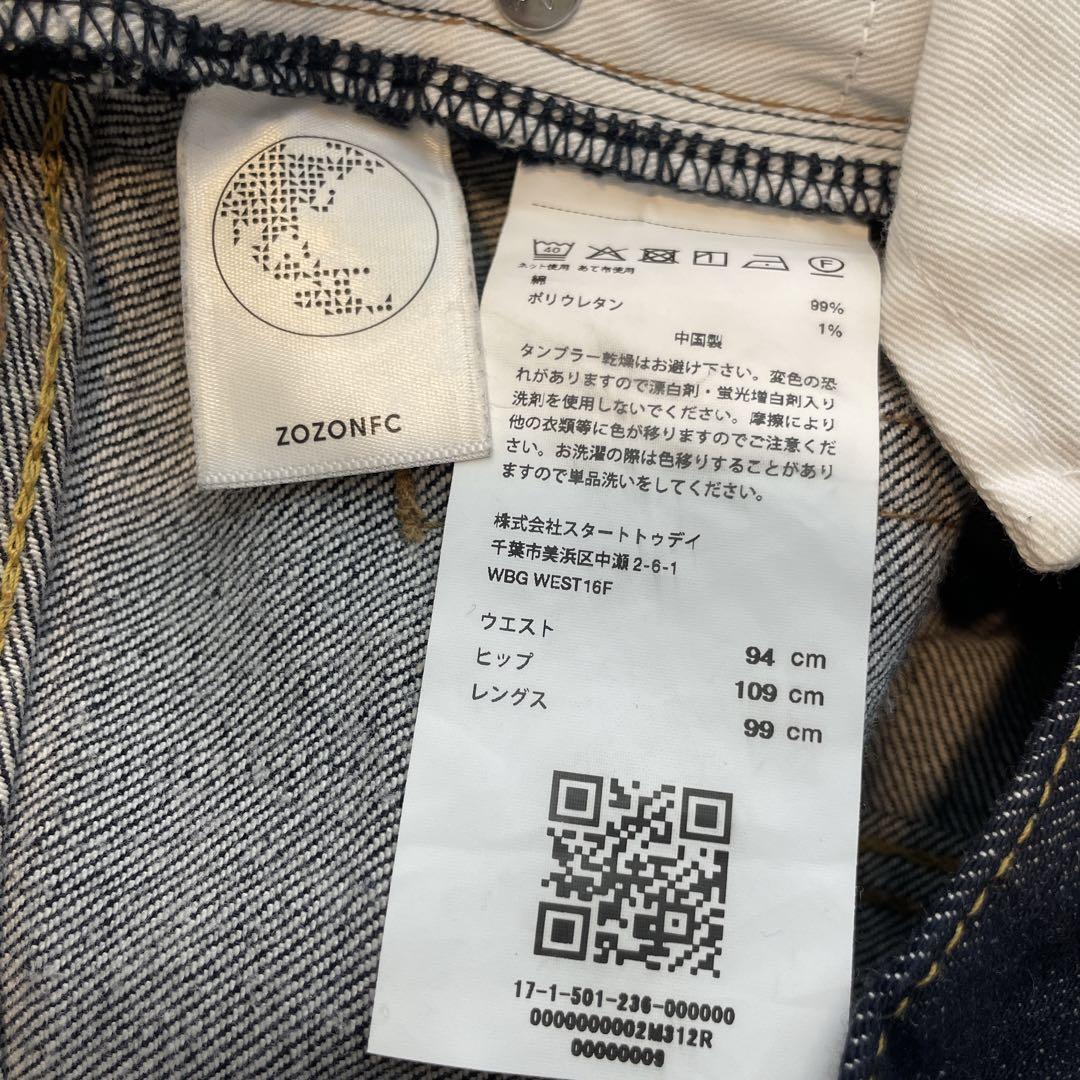 ZOZONFC
40
1
F
ネット使用 あて布使用
綿 99%
ポリウレタン 1%
中国製
タンブラー乾燥はお避け下さい。変色の恐
れがありますので漂白剤・蛍光増白剤入り
洗剤を使用しないでください。摩擦により
他の衣類等に色が移りますのでご注意くだ
さい。お洗濯の際は色移りすることがあり
ますので単品洗いをしてください。
株式会社スタートトゥデイ
千葉市美浜区中瀬 2-6-1
WBG WEST16F
ウエスト 94 cm
ヒップ 109 cm
レングス 99 cm
17-1-501-236-000000
0000000002M312R
00000009